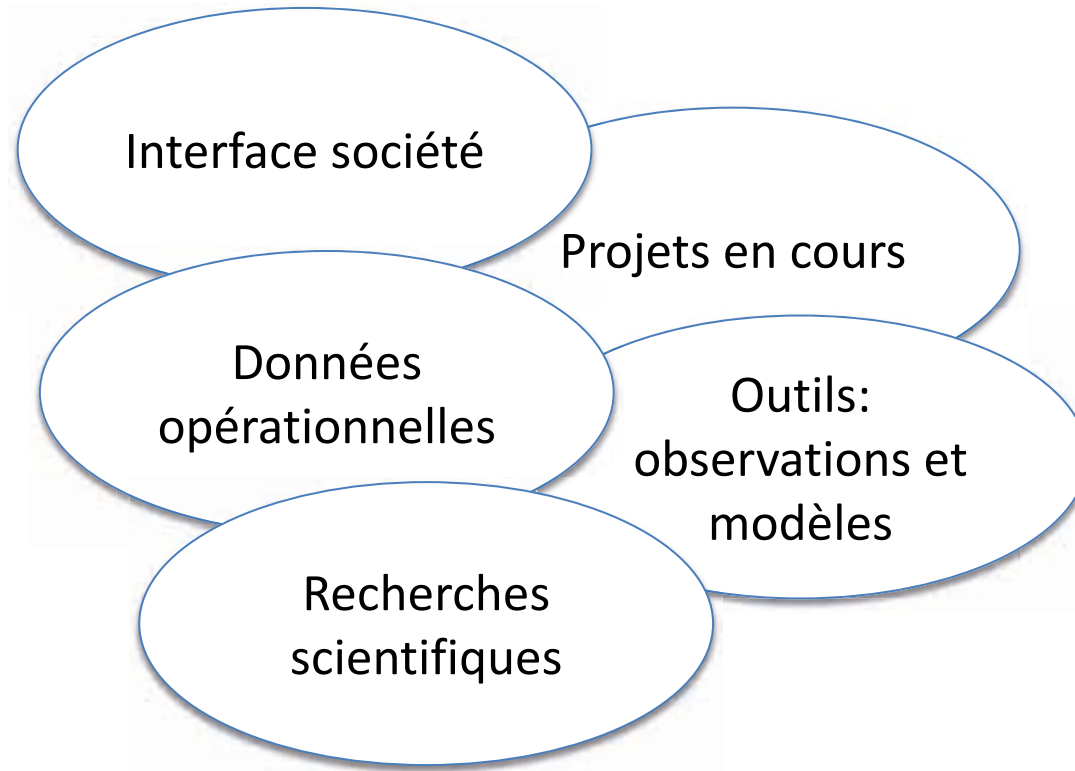 Interface société
Projets en cours
Données
opérationnelles
Outils:
observations et
modèles
Recherches
scientifiques